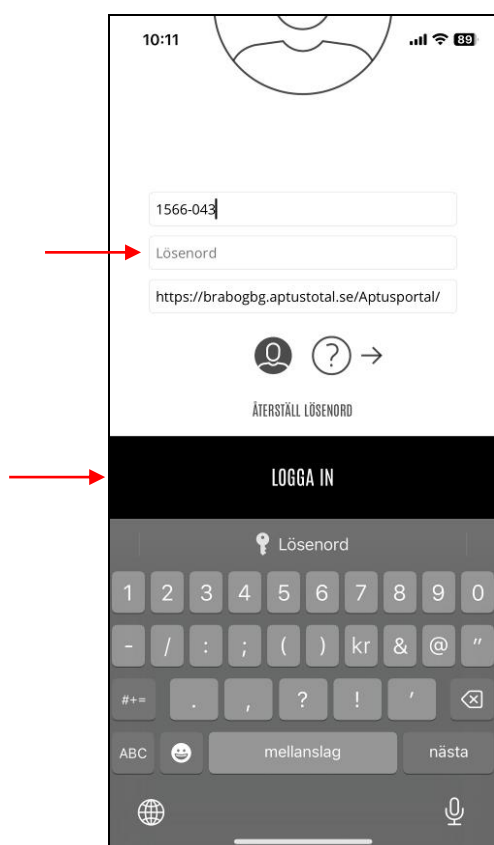 10:11 89
1566-043
Lösenord
https://brabogbg.aptustotal.se/Aptusportal/
?
ÅTERSTÄLL LÖSENORD
LOGGA IN
Lösenord
1 2 3 4 5 6 7 8 9 0
- / : ; ( ) kr & @ "
#+= . , ? ! '
ABC mellanslag nästa